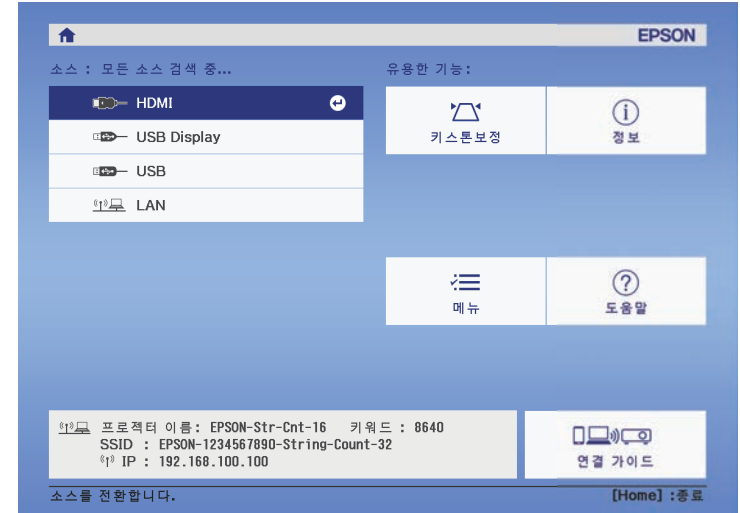 EPSON
소스 : 모든 소스 검색 중...
HDMI
USB Display
USB
LAN
유용한 기능:
키스톤보정
정보
메뉴
도움말
프로젝터 이름: EPSON-Str-Cnt-16 키워드 : 8640
SSID : EPSON-1234567890-String-Count-32
IP : 192.168.100.100
연결 가이드
소스를 전환합니다.
[Home] :종료